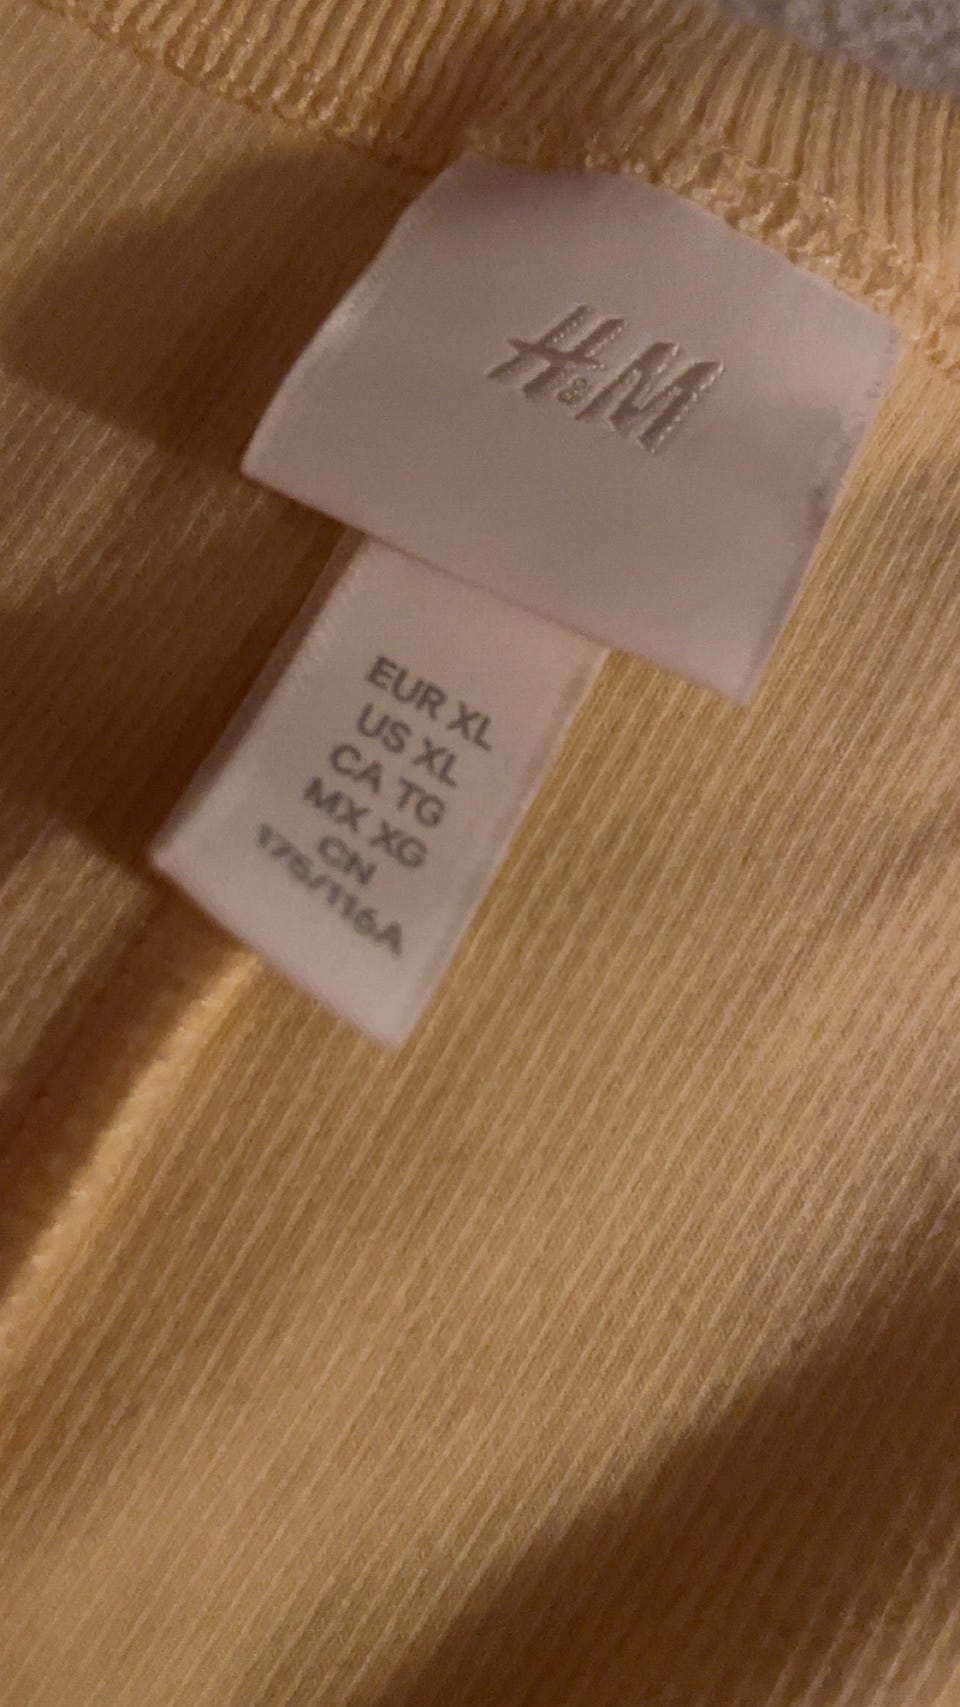 H&M
EUR XL
US XL
CA TG
MX XG
CN
175/116A